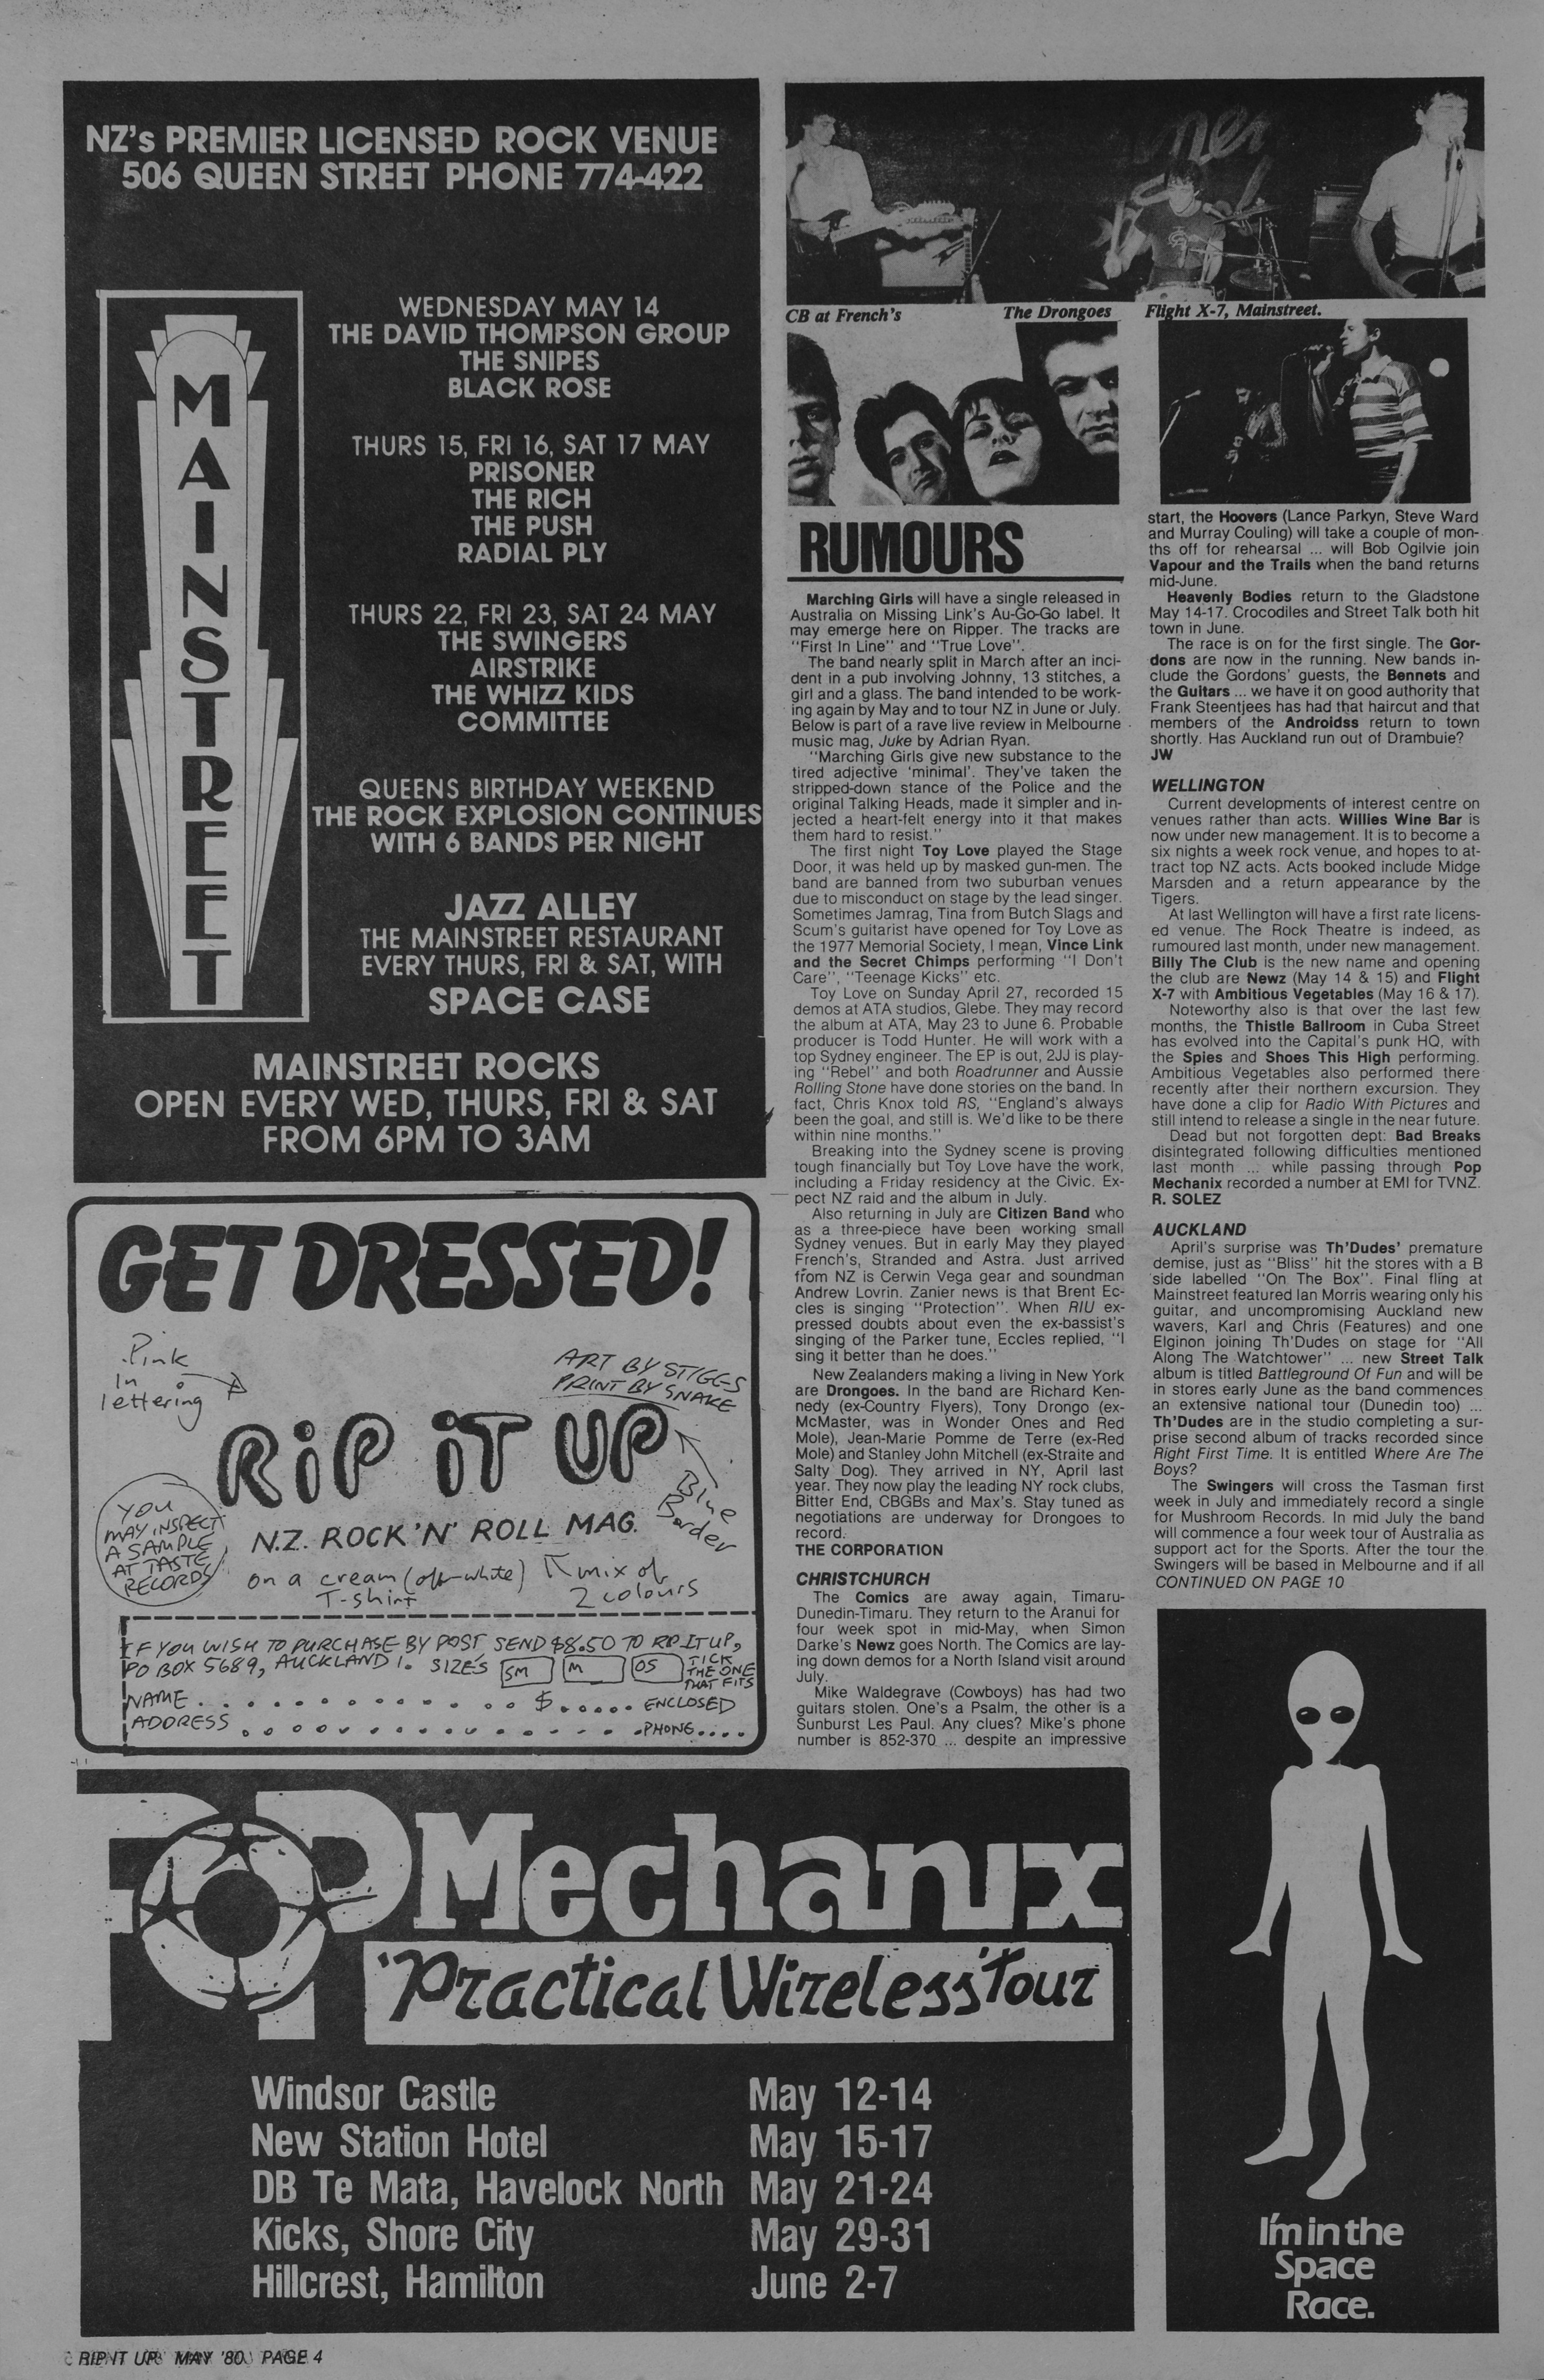 NZ's PREMIER LICENSED ROCK VENUE
506 QUEEN STREET PHONE 774-422
MAINSTREET
WEDNESDAY MAY 14
THE DAVID THOMPSON GROUP
THE SNIPES
BLACK ROSE
THURS 15, FRI 16, SAT 17 MAY
PRISONER
THE RICH
THE PUSH
RADIAL PLY
THURS 22, FRI 23, SAT 24 MAY
THE SWINGERS
AIRSTRIKE
THE WHIZZ KIDS
COMMITTEE
QUEENS BIRTHDAY WEEKEND
THE ROCK EXPLOSION CONTINUES
WITH 6 BANDS PER NIGHT
JAZZ ALLEY
THE MAINSTREET RESTAURANT
EVERY THURS, FRI & SAT, WITH
SPACE CASE
MAINSTREET ROCKS
OPEN EVERY WED, THURS, FRI & SAT
FROM 6PM TO 3AM
GET DRESSED!
Pink
In
lettering
ART BY STIGGS
PRINT BY SNAKE
RiP iT UP
Blue
Border
YOU
MAY INSPECT
A SAMPLE
AT TASTE
RECORDS
N.Z. ROCK 'N' ROLL MAG.
on a cream (off-white)
T-shirt
mix of
2 colours
IF YOU WISH TO PURCHASE BY POST SEND $8.50 TO RIP IT UP,
PO BOX 5689, AUCKLAND 1. SIZES SM M OS TICK
THE ONE
THAT FITS
NAME . . . . . . . . . . . . . . $. . . . . . ENCLOSED
ADDRESS . . . . . . . . . . . . . . . . . PHONE. . . .
CB at French's The Drongoes Flight X-7, Mainstreet.
RUMOURS
Marching Girls will have a single released in
Australia on Missing Link's Au-Go-Go label. It
may emerge here on Ripper. The tracks are
"First In Line" and "True Love".
The band nearly split in March after an inci-
dent in a pub involving Johnny, 13 stitches, a
girl and a glass. The band intended to be work-
ing again by May and to tour NZ in June or July.
Below is part of a rave live review in Melbourne
music mag, Juke by Adrian Ryan.
"Marching Girls give new substance to the
tired adjective 'minimal'. They've taken the
stripped-down stance of the Police and the
original Talking Heads, made it simpler and in-
jected a heart-felt energy into it that makes
them hard to resist."
The first night Toy Love played the Stage
Door, it was held up by masked gun-men. The
band are banned from two suburban venues
due to misconduct on stage by the lead singer.
Sometimes Jamrag, Tina from Butch Slags and
Scum's guitarist have opened for Toy Love as
the 1977 Memorial Society, I mean, Vince Link
and the Secret Chimps performing "I Don't
Care", "Teenage Kicks" etc.
Toy Love on Sunday April 27, recorded 15
demos at ATA studios, Glebe. They may record
the album at ATA, May 23 to June 6. Probable
producer is Todd Hunter. He will work with a
top Sydney engineer. The EP is out, 2JJ is play-
ing "Rebel" and both Roadrunner and Aussie
Rolling Stone have done stories on the band. In
fact, Chris Knox told RS, "England's always
been the goal, and still is. We'd like to be there
within nine months."
Breaking into the Sydney scene is proving
tough financially but Toy Love have the work,
including a Friday residency at the Civic. Ex-
pect NZ raid and the album in July.
Also returning in July are Citizen Band who
as a three-piece have been working small
Sydney venues. But in early May they played
French's, Stranded and Astra. Just arrived
from NZ is Cerwin Vega gear and soundman
Andrew Lovrin. Zanier news is that Brent Ec-
cles is singing "Protection". When RIU ex-
pressed doubts about even the ex-bassist's
singing of the Parker tune, Eccles replied, "I
sing it better than he does."
New Zealanders making a living in New York
are Drongoes. In the band are Richard Ken-
nedy (ex-Country Flyers), Tony Drongo (ex-
McMaster, was in Wonder Ones and Red
Mole), Jean-Marie Pomme de Terre (ex-Red
Mole) and Stanley John Mitchell (ex-Straite and
Salty Dog). They arrived in NY, April last
year. They now play the leading NY rock clubs,
Bitter End, CBGBs and Max's. Stay tuned as
negotiations are underway for Drongoes to
record.
THE CORPORATION
CHRISTCHURCH
The Comics are away again, Timaru-
Dunedin-Timaru. They return to the Aranui for
four week spot in mid-May, when Simon
Darke's Newz goes North. The Comics are lay-
ing down demos for a North Island visit around
July.
Mike Waldegrave (Cowboys) has had two
guitars stolen. One's a Psalm, the other is a
Sunburst Les Paul. Any clues? Mike's phone
number is 852-370 ... despite an impressive
start, the Hoovers (Lance Parkyn, Steve Ward
and Murray Couling) will take a couple of mon-
ths off for rehearsal ... will Bob Ogilvie join
Vapour and the Trails when the band returns
mid-June.
Heavenly Bodies return to the Gladstone
May 14-17. Crocodiles and Street Talk both hit
town in June.
The race is on for the first single. The Gor-
dons are now in the running. New bands in-
clude the Gordons' guests, the Bennets and
the Guitars ... we have it on good authority that
Frank Steentjees has had that haircut and that
members of the Androidss return to town
shortly. Has Auckland run out of Drambuie?
JW
WELLINGTON
Current developments of interest centre on
venues rather than acts. Willies Wine Bar is
now under new management. It is to become a
six nights a week rock venue, and hopes to at-
tract top NZ acts. Acts booked include Midge
Marsden and a return appearance by the
Tigers.
At last Wellington will have a first rate licens-
ed venue. The Rock Theatre is indeed, as
rumoured last month, under new management.
Billy The Club is the new name and opening
the club are Newz (May 14 & 15) and Flight
X-7 with Ambitious Vegetables (May 16 & 17).
Noteworthy also is that over the last few
months, the Thistle Ballroom in Cuba Street
has evolved into the Capital's punk HQ, with
the Spies and Shoes This High performing.
Ambitious Vegetables also performed there
recently after their northern excursion. They
have done a clip for Radio With Pictures and
still intend to release a single in the near future.
Dead but not forgotten dept: Bad Breaks
disintegrated following difficulties mentioned
last month ... while passing through Pop
Mechanix recorded a number at EMI for TVNZ.
R. SOLEZ
AUCKLAND
April's surprise was Th'Dudes' premature
demise, just as "Bliss" hit the stores with a B
side labelled "On The Box". Final fling at
Mainstreet featured Ian Morris wearing only his
guitar, and uncompromising Auckland new
wavers, Karl and Chris (Features) and one
Elginon joining Th'Dudes on stage for "All
Along The Watchtower" ... new Street Talk
album is titled Battleground Of Fun and will be
in stores early June as the band commences
an extensive national tour (Dunedin too) ...
Th'Dudes are in the studio completing a sur-
prise second album of tracks recorded since
Right First Time. It is entitled Where Are The
Boys?
The Swingers will cross the Tasman first
week in July and immediately record a single
for Mushroom Records. In mid July the band
will commence a four week tour of Australia as
support act for the Sports. After the tour the
Swingers will be based in Melbourne and if all
CONTINUED ON PAGE 10
POP Mechanix
'Practical Wireless' Tour
Windsor Castle May 12-14
New Station Hotel May 15-17
DB Te Mata, Havelock North May 21-24
Kicks, Shore City May 29-31
Hillcrest, Hamilton June 2-7
I'm in the
Space
Race.
RIP IT UP MAY '80 PAGE 4